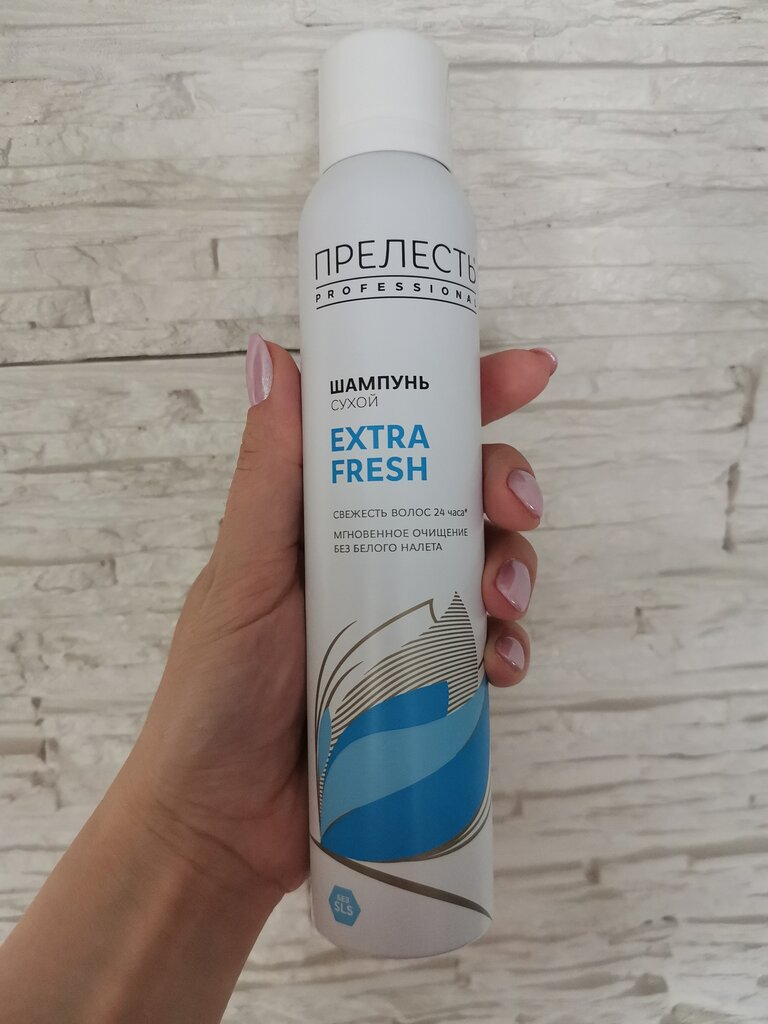 ПРЕЛЕСТЬ
PROFESSIONAL
ШАМПУНЬ
СУХОЙ
EXTRA
FRESH
СВЕЖЕСТЬ ВОЛОС 24 часа*
МГНОВЕННОЕ ОЧИЩЕНИЕ
БЕЗ БЕЛОГО НАЛЕТА
БЕЗ
SLS